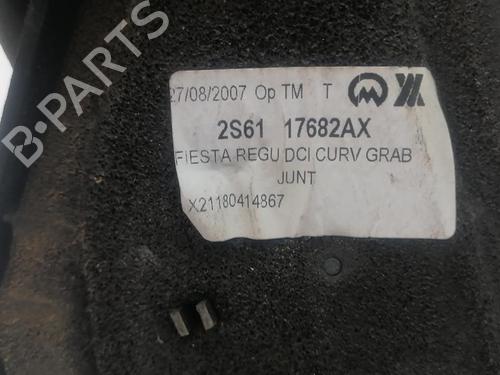 B-PARTS
27/08/2007 Op TM T
2S61 17682AX
FIESTA REGU DCI CURV GRAB
JUNT
X21180414867